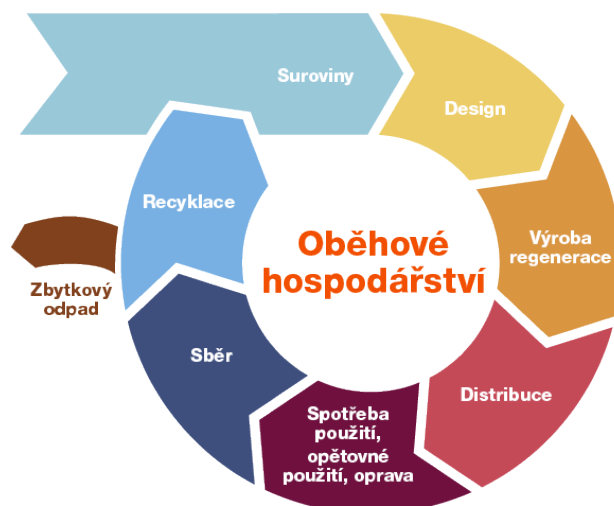 Suroviny
Design
Výroba
regenerace
Distribuce
Spotřeba
použití,
opětovné
použití, oprava
Sběr
Recyklace
Zbytkový
odpad
Oběhové
hospodářství